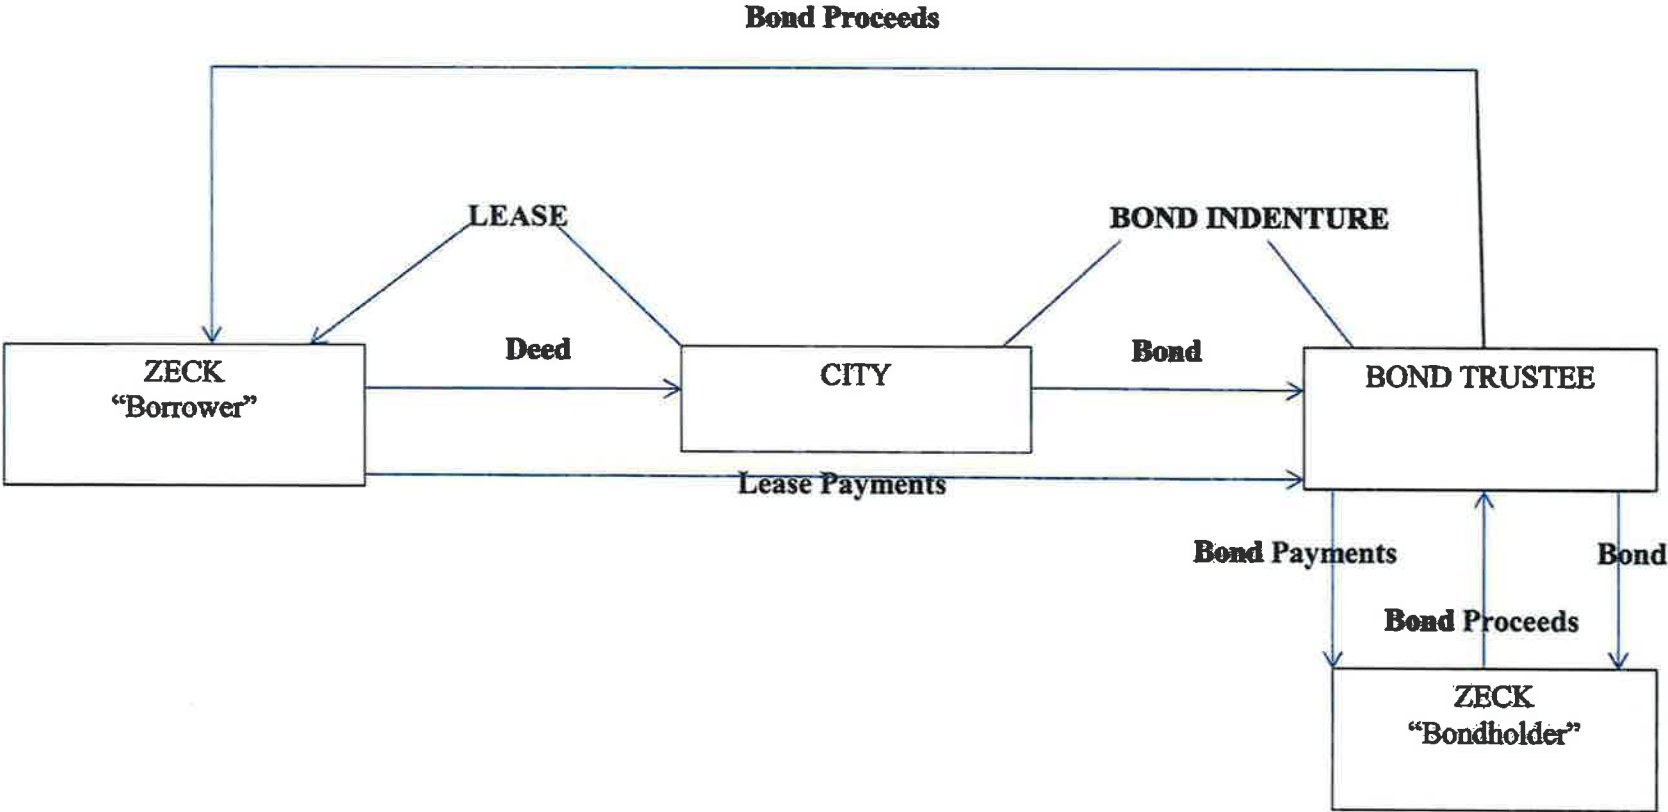 Bond Proceeds
LEASE
BOND INDENTURE
Deed
Bond
ZECK
“Borrower”
CITY
BOND TRUSTEE
Lease Payments
Bond Payments
Bond
Bond Proceeds
ZECK
“Bondholder”